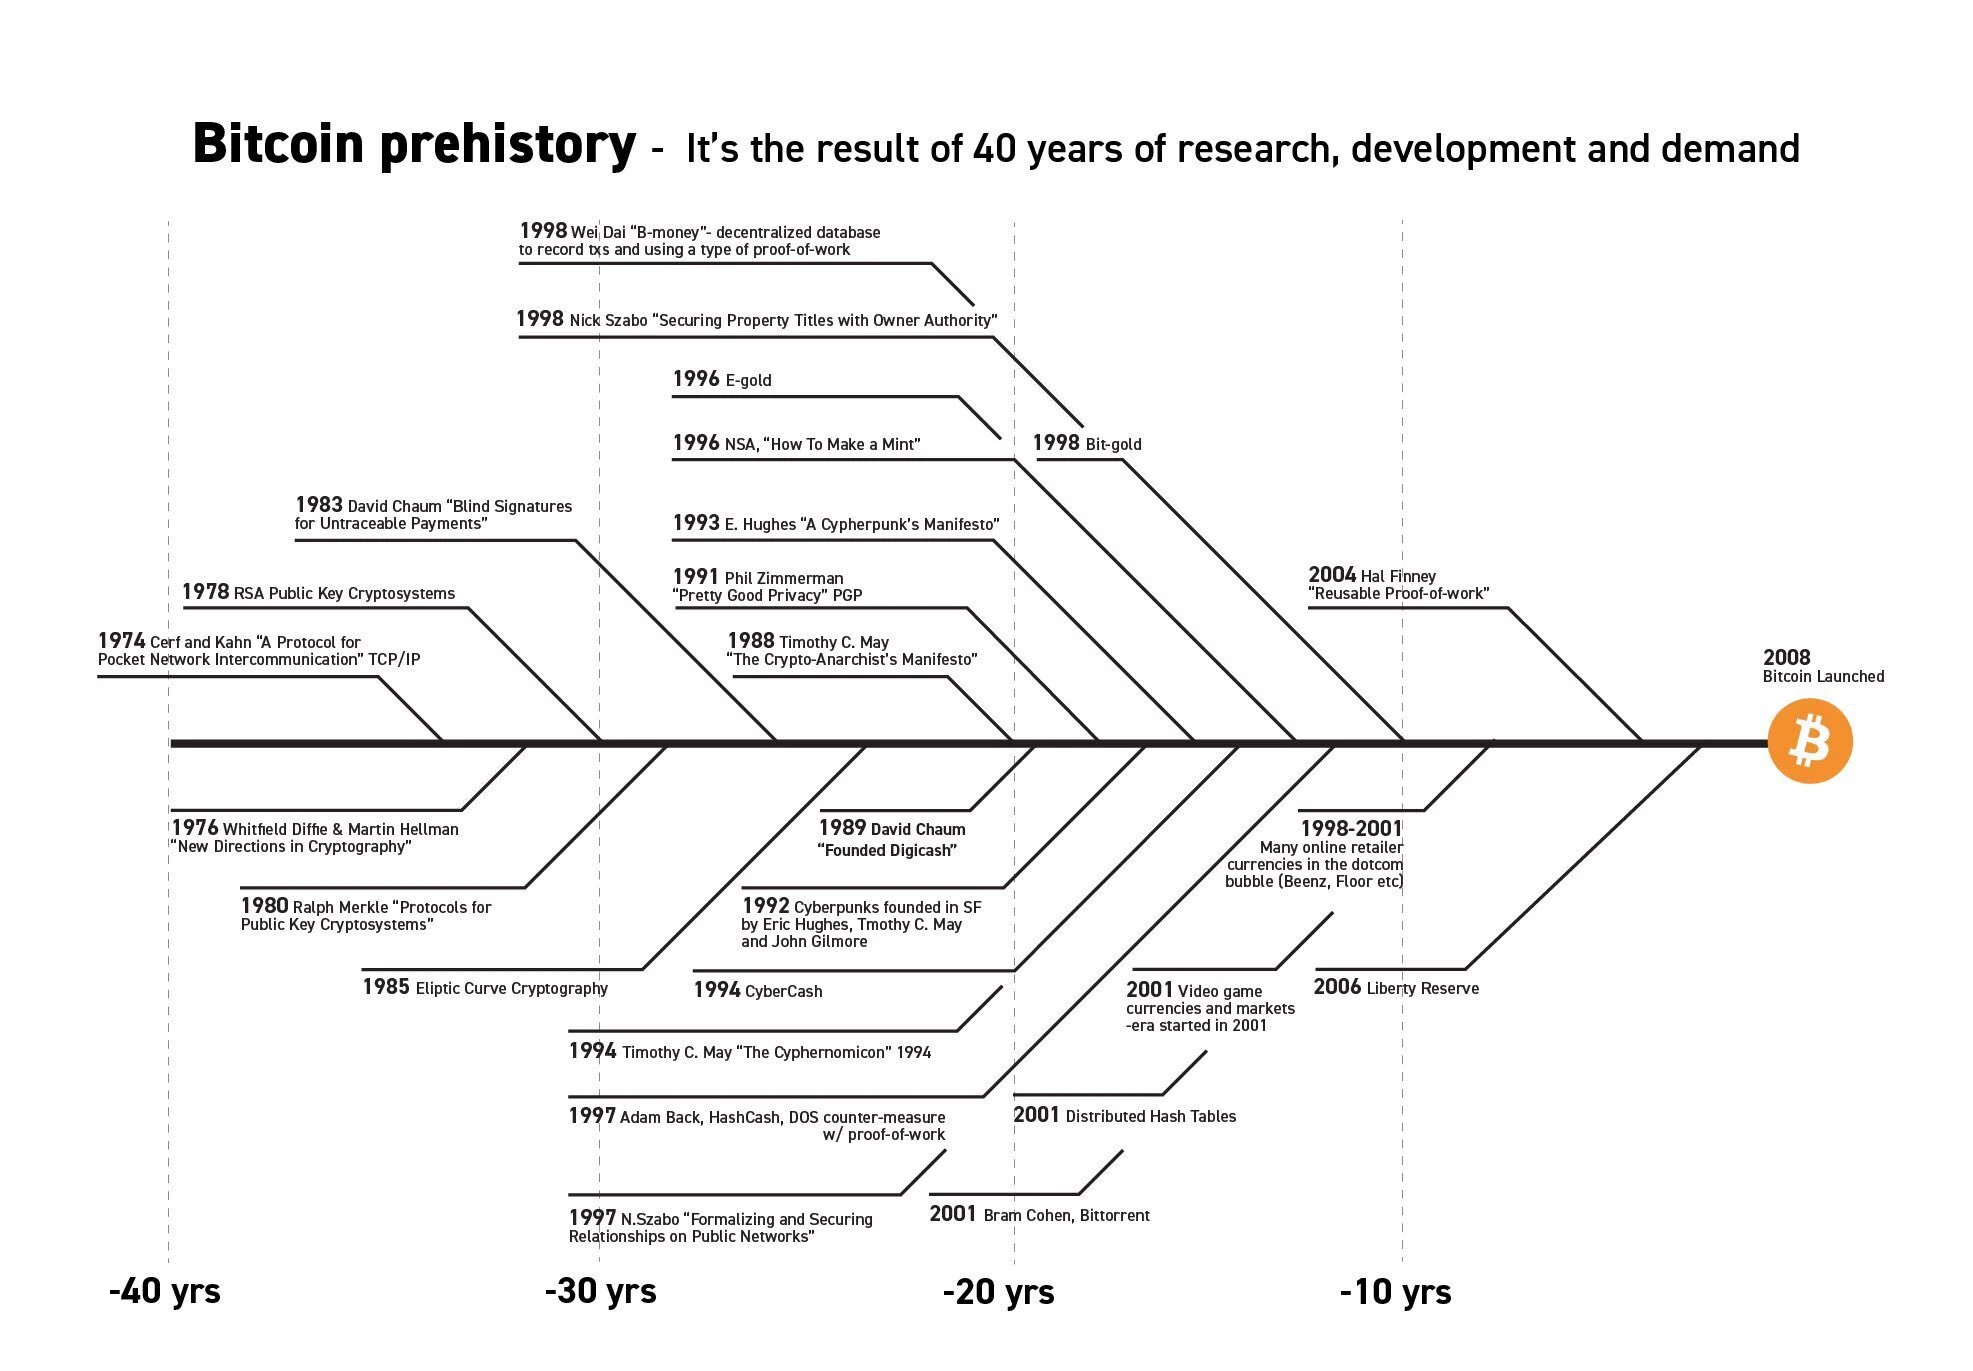 Bitcoin prehistory - It's the result of 40 years of research, development and demand
1998 Wei Dai “B-money”- decentralized database
to record txs and using a type of proof-of-work
1998 Nick Szabo “Securing Property Titles with Owner Authority”
1996 E-gold
1996 NSA, “How To Make a Mint”
1998 Bit-gold
1983 David Chaum “Blind Signatures
for Untraceable Payments”
1993 E. Hughes “A Cypherpunk’s Manifesto”
1978 RSA Public Key Cryptosystems
1991 Phil Zimmerman
“Pretty Good Privacy” PGP
2004 Hal Finney
“Reusable Proof-of-work”
1974 Cerf and Kahn “A Protocol for
Pocket Network Intercommunication” TCP/IP
1988 Timothy C. May
“The Crypto-Anarchist’s Manifesto”
2008
Bitcoin Launched
1976 Whitfield Diffie & Martin Hellman
“New Directions in Cryptography”
1989 David Chaum
“Founded Digicash”
1998-2001
Many online retailer
currencies in the dotcom
bubble (Beenz, Floor etc)
1980 Ralph Merkle “Protocols for
Public Key Cryptosystems”
1992 Cyberpunks founded in SF
by Eric Hughes, Tmothy C. May
and John Gilmore
1985 Eliptic Curve Cryptography
1994 CyberCash
2001 Video game
currencies and markets
-era started in 2001
2006 Liberty Reserve
1994 Timothy C. May “The Cyphernomicon” 1994
1997 Adam Back, HashCash, DOS counter-measure
w/ proof-of-work
2001 Distributed Hash Tables
1997 N.Szabo “Formalizing and Securing
Relationships on Public Networks”
2001 Bram Cohen, Bittorrent
-40 yrs
-30 yrs
-20 yrs
-10 yrs